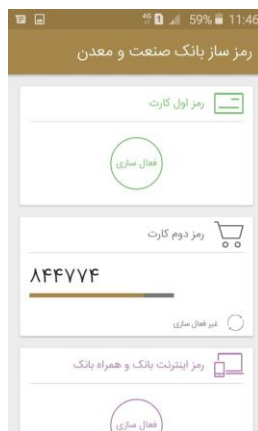 59% 11:46
رمز ساز بانک صنعت و معدن
رمز اول کارت
فعال سازی
رمز دوم کارت
۸۴۴۷۷۴
غیر فعال سازی
رمز اینترنت بانک و همراه بانک
فعال سازی